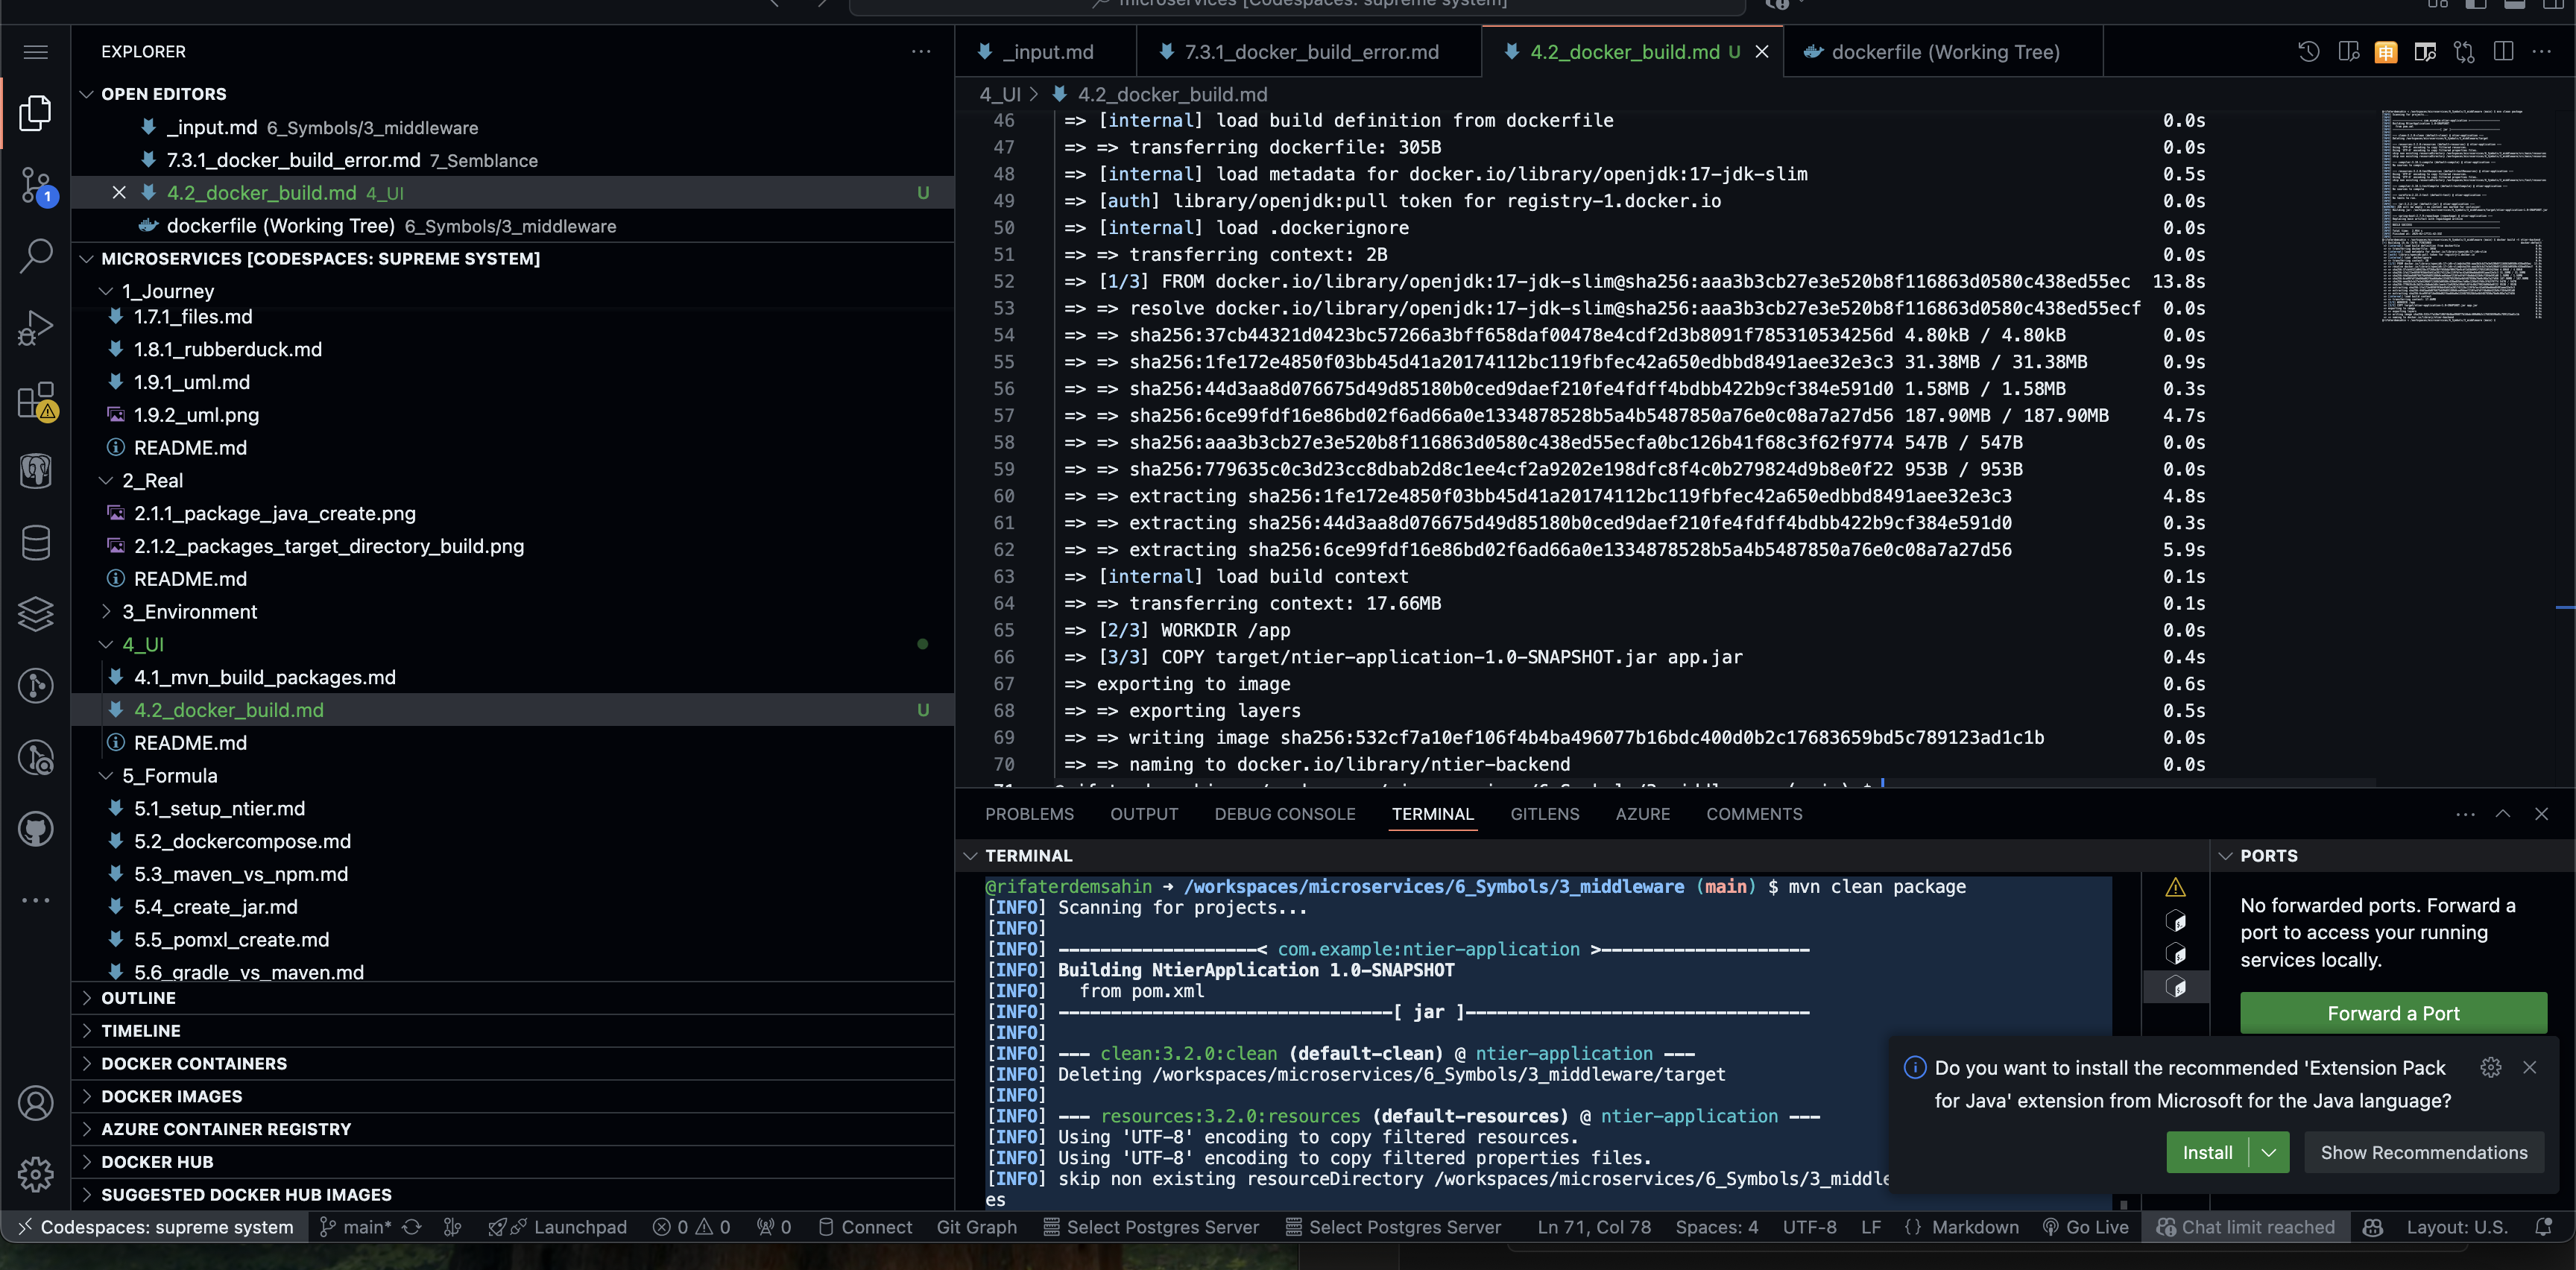 microservices [Codespaces: supreme system]
EXPLORER
OPEN EDITORS
_input.md 6_Symbols/3_middleware
7.3.1_docker_build_error.md 7_Semblance
4.2_docker_build.md 4_UI U
dockerfile (Working Tree) 6_Symbols/3_middleware
MICROSERVICES [CODESPACES: SUPREME SYSTEM]
1_Journey
1.7.1_files.md
1.8.1_rubberduck.md
1.9.1_uml.md
1.9.2_uml.png
README.md
2_Real
2.1.1_package_java_create.png
2.1.2_packages_target_directory_build.png
README.md
3_Environment
4_UI
4.1_mvn_build_packages.md
4.2_docker_build.md U
README.md
5_Formula
5.1_setup_ntier.md
5.2_dockercompose.md
5.3_maven_vs_npm.md
5.4_create_jar.md
5.5_pomxl_create.md
5.6_gradle_vs_maven.md
OUTLINE
TIMELINE
DOCKER CONTAINERS
DOCKER IMAGES
AZURE CONTAINER REGISTRY
DOCKER HUB
SUGGESTED DOCKER HUB IMAGES
1
_input.md
7.3.1_docker_build_error.md
4.2_docker_build.md U
dockerfile (Working Tree)
4_UI > 4.2_docker_build.md
46 => [internal] load build definition from dockerfile 0.0s
47 => => transferring dockerfile: 305B 0.0s
48 => [internal] load metadata for docker.io/library/openjdk:17-jdk-slim 0.5s
49 => [auth] library/openjdk:pull token for registry-1.docker.io 0.0s
50 => [internal] load .dockerignore 0.0s
51 => => transferring context: 2B 0.0s
52 => [1/3] FROM docker.io/library/openjdk:17-jdk-slim@sha256:aaa3b3cb27e3e520b8f116863d0580c438ed55ec 13.8s
53 => => resolve docker.io/library/openjdk:17-jdk-slim@sha256:aaa3b3cb27e3e520b8f116863d0580c438ed55ecf 0.0s
54 => => sha256:37cb44321d0423bc57266a3bff658daf00478e4cdf2d3b8091f785310534256d 4.80kB / 4.80kB 0.0s
55 => => sha256:1fe172e4850f03bb45d41a20174112bc119fbfec42a650edbbd8491aee32e3c3 31.38MB / 31.38MB 0.9s
56 => => sha256:44d3aa8d076675d49d85180b0ced9daef210fe4fdff4bdbb422b9cf384e591d0 1.58MB / 1.58MB 0.3s
57 => => sha256:6ce99fdf16e86bd02f6ad66a0e1334878528b5a4b5487850a76e0c08a7a27d56 187.90MB / 187.90MB 4.7s
58 => => sha256:aaa3b3cb27e3e520b8f116863d0580c438ed55ecfa0bc126b41f68c3f62f9774 547B / 547B 0.0s
59 => => sha256:779635c0c3d23cc8dbab2d8c1ee4cf2a9202e198dfc8f4c0b279824d9b8e0f22 953B / 953B 0.0s
60 => => extracting sha256:1fe172e4850f03bb45d41a20174112bc119fbfec42a650edbbd8491aee32e3c3 4.8s
61 => => extracting sha256:44d3aa8d076675d49d85180b0ced9daef210fe4fdff4bdbb422b9cf384e591d0 0.3s
62 => => extracting sha256:6ce99fdf16e86bd02f6ad66a0e1334878528b5a4b5487850a76e0c08a7a27d56 5.9s
63 => [internal] load build context 0.1s
64 => => transferring context: 17.66MB 0.1s
65 => [2/3] WORKDIR /app 0.0s
66 => [3/3] COPY target/ntier-application-1.0-SNAPSHOT.jar app.jar 0.4s
67 => exporting to image 0.6s
68 => => exporting layers 0.5s
69 => => writing image sha256:532cf7a10ef106f4b4ba496077b16bdc400d0b2c17683659bd5c789123ad1c1b 0.0s
70 => => naming to docker.io/library/ntier-backend 0.0s
PROBLEMS OUTPUT DEBUG CONSOLE TERMINAL GITLENS AZURE COMMENTS
TERMINAL
@rifaterdemsahin ➜ /workspaces/microservices/6_Symbols/3_middleware (main) $ mvn clean package
[INFO] Scanning for projects...
[INFO]
[INFO] -------------------< com.example:ntier-application >--------------------
[INFO] Building NtierApplication 1.0-SNAPSHOT
[INFO]   from pom.xml
[INFO] --------------------------------[ jar ]---------------------------------
[INFO]
[INFO] --- clean:3.2.0:clean (default-clean) @ ntier-application ---
[INFO] Deleting /workspaces/microservices/6_Symbols/3_middleware/target
[INFO]
[INFO] --- resources:3.2.0:resources (default-resources) @ ntier-application ---
[INFO] Using 'UTF-8' encoding to copy filtered resources.
[INFO] Using 'UTF-8' encoding to copy filtered properties files.
[INFO] skip non existing resourceDirectory /workspaces/microservices/6_Symbols/3_middle
es
PORTS
No forwarded ports. Forward a
port to access your running
services locally.
Forward a Port
Do you want to install the recommended 'Extension Pack
for Java' extension from Microsoft for the Java language?
Install
Show Recommendations
Codespaces: supreme system main* Launchpad 0 0 0 Connect Git Graph Select Postgres Server Select Postgres Server Ln 71, Col 78 Spaces: 4 UTF-8 LF {} Markdown Go Live Chat limit reached Layout: U.S.